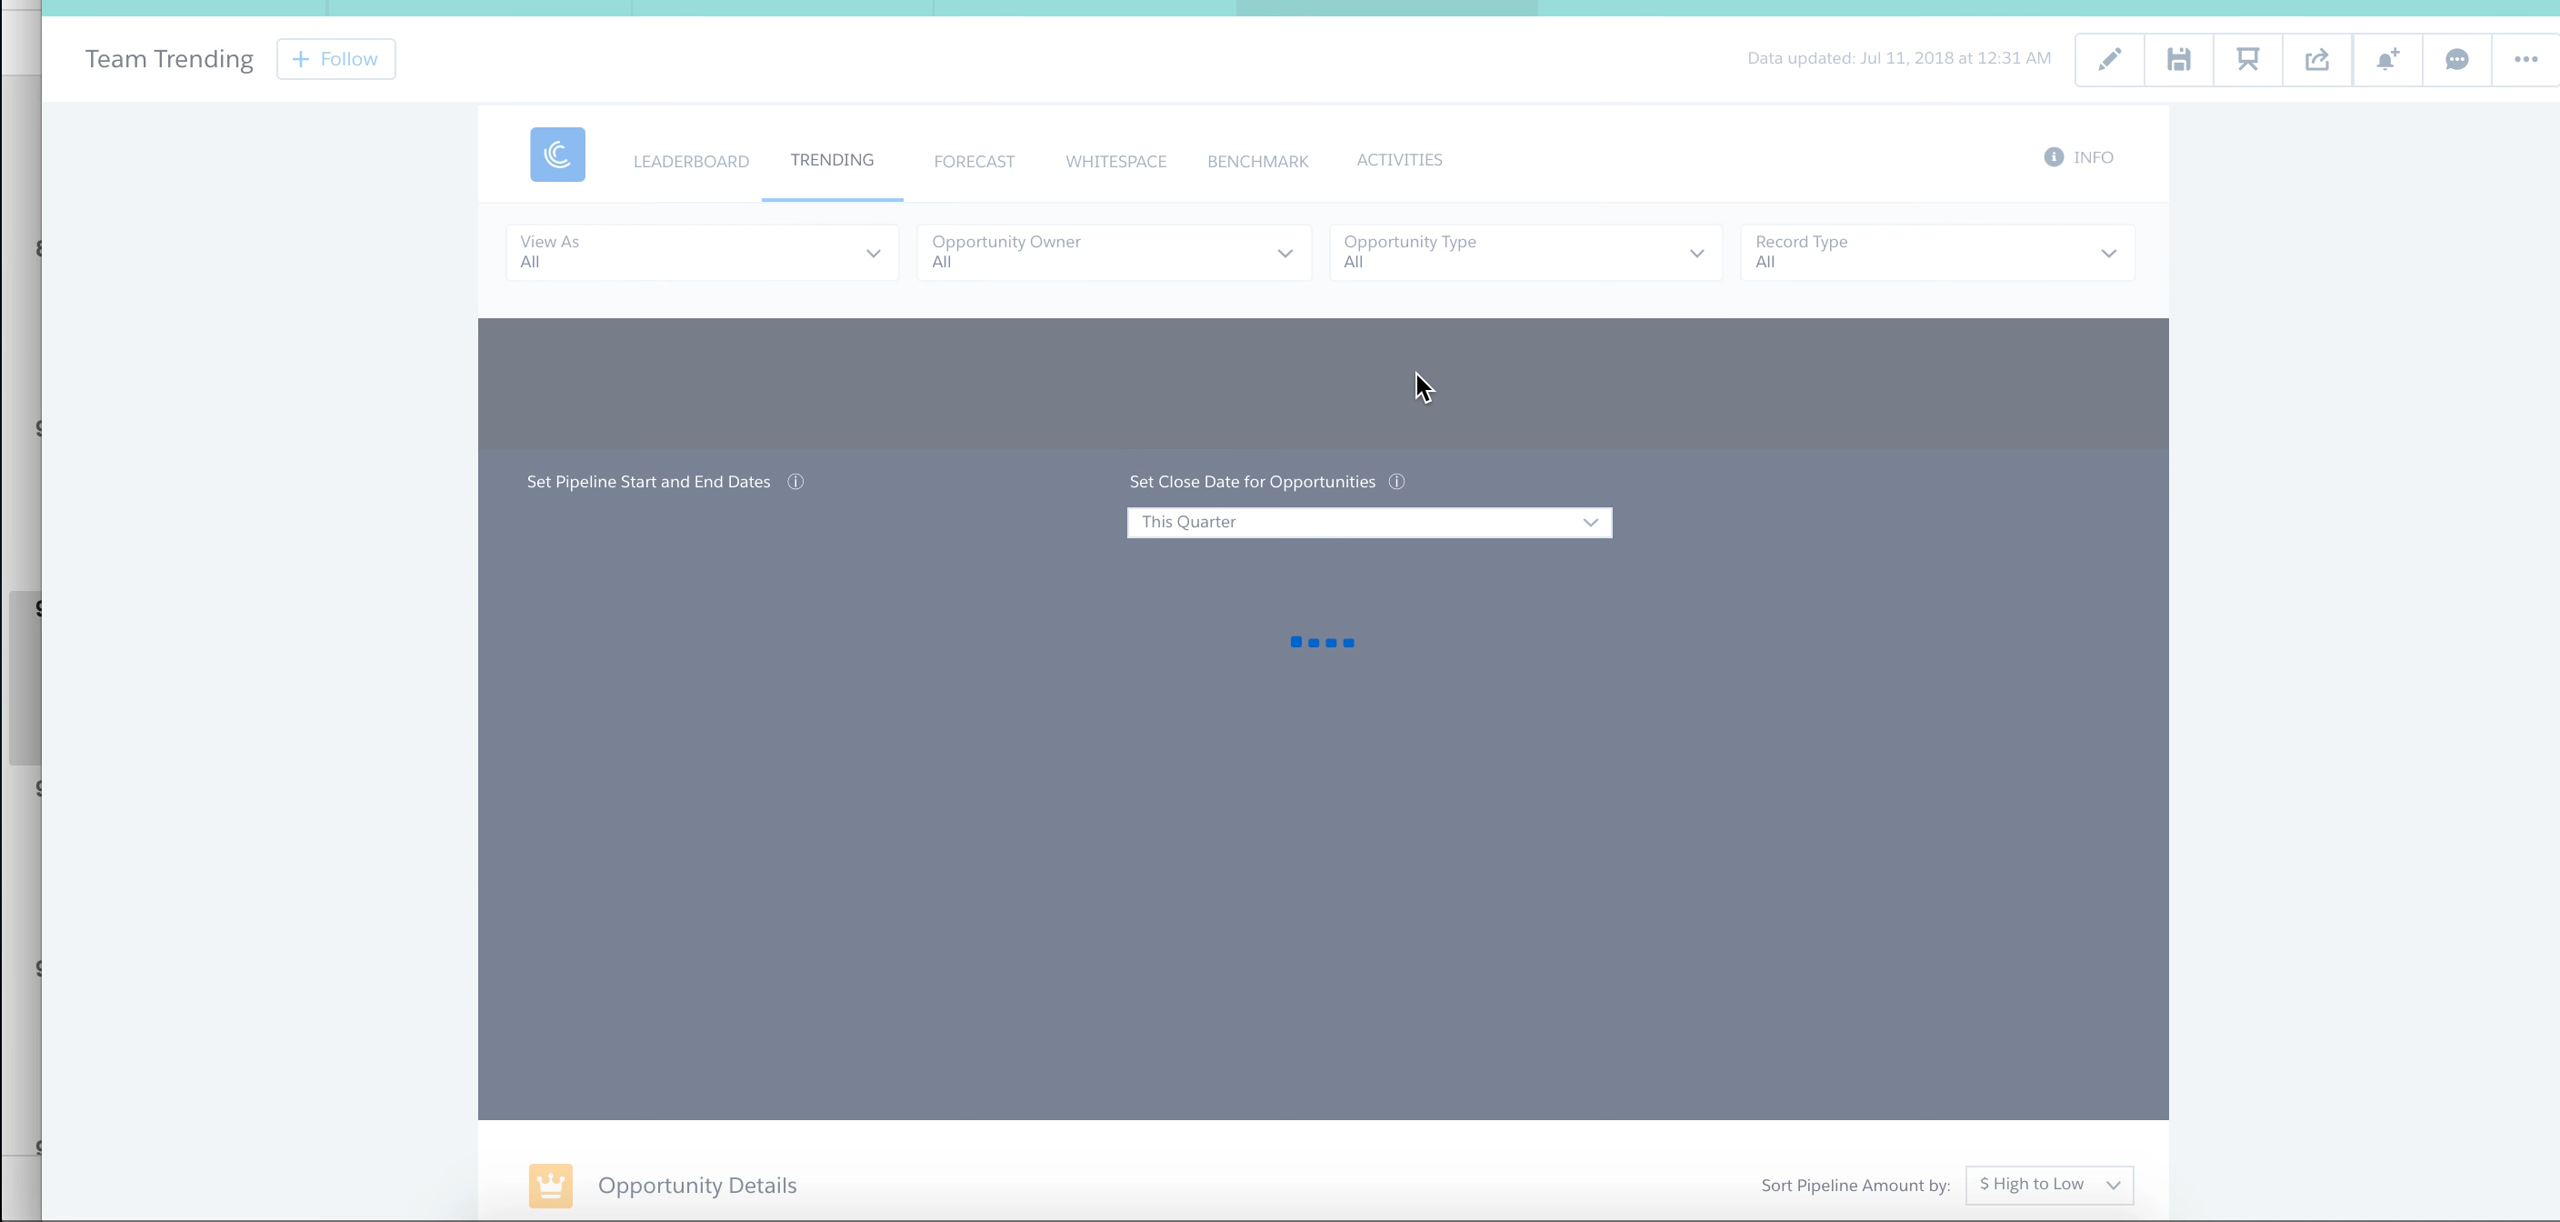 Team Trending
Follow
Data updated: Jul 11, 2018 at 12:31 AM
LEADERBOARD
TRENDING
FORECAST
WHITESPACE
BENCHMARK
ACTIVITIES
INFO
View As
All
Opportunity Owner
All
Opportunity Type
All
Record Type
All
Set Pipeline Start and End Dates
Set Close Date for Opportunities
This Quarter
Opportunity Details
Sort Pipeline Amount by:
$ High to Low